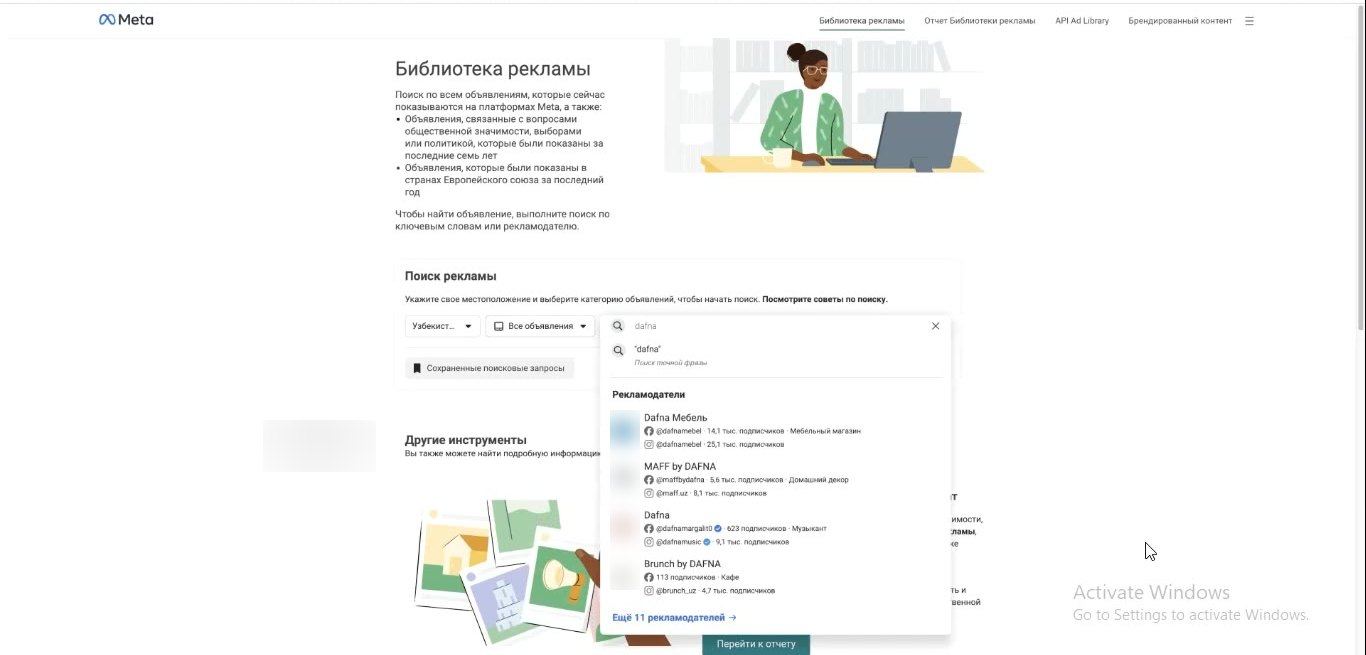 Meta
Библиотека рекламы
Отчет Библиотеки рекламы
API Ad Library
Брендированный контент
Библиотека рекламы
Поиск по всем объявлениям, которые сейчас
показываются на платформах Meta, а также:
• Объявления, связанные с вопросами
общественной значимости, выборами
или политикой, которые были показаны за
последние семь лет
• Объявления, которые были показаны в
странах Европейского союза за последний
год
Чтобы найти объявление, выполните поиск по
ключевым словам или рекламодателю.
Поиск рекламы
Укажите свое местоположение и выберите категорию объявлений, чтобы начать поиск. Посмотрите советы по поиску.
Узбекист...
Все объявления
dafna
"dafna"
Поиск точной фразы
Сохраненные поисковые запросы
Рекламодатели
Dafna Мебель
@dafnamebel · 14,1 тыс. подписчиков · Мебельный магазин
@dafnamebel · 25,1 тыс. подписчиков
MAFF by DAFNA
@maffbydafna · 5,6 тыс. подписчиков · Домашний декор
@maff.uz · 8,1 тыс. подписчиков
Dafna
@dafnamargalit0 · 623 подписчиков · Музыкант
@dafnamusic · 9,1 тыс. подписчиков
Brunch by DAFNA
113 подписчиков · Кафе
@brunch_uz · 4,7 тыс. подписчиков
Ещё 11 рекламодателей →
Другие инструменты
Вы также можете найти подробную информацию
Перейти к отчету
Activate Windows
Go to Settings to activate Windows.